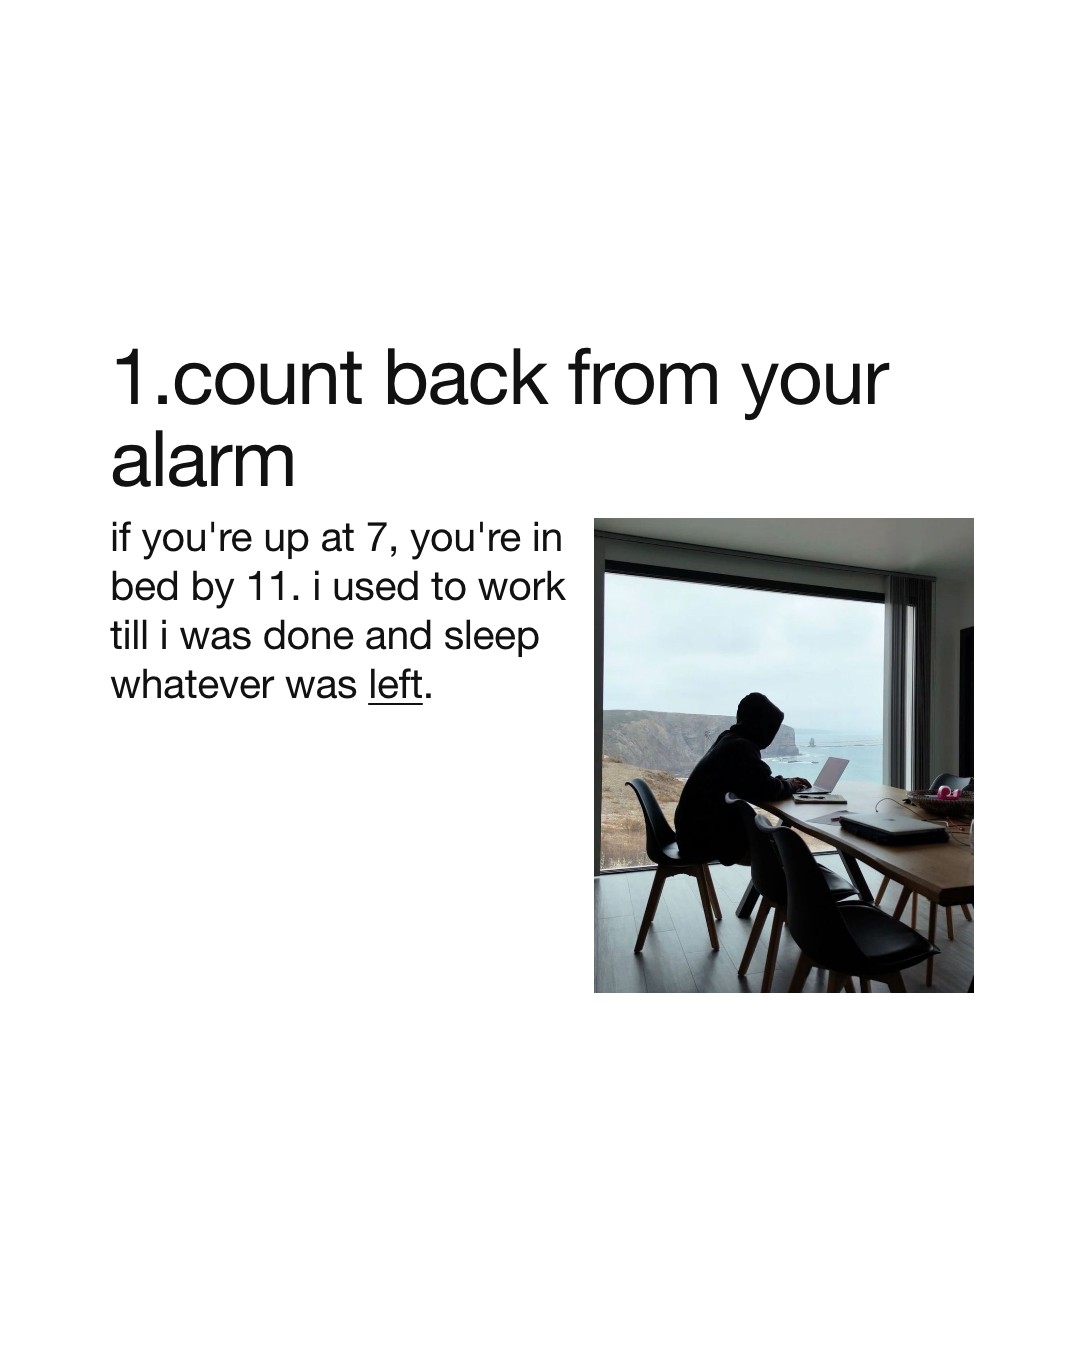 1.count back from your
alarm
if you're up at 7, you're in
bed by 11. i used to work
till i was done and sleep
whatever was left.